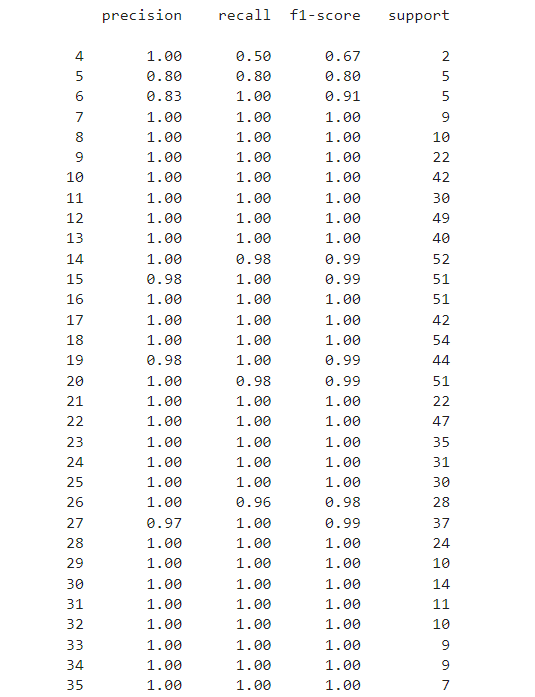 precision recall f1-score support
4 1.00 0.50 0.67 2
5 0.80 0.80 0.80 5
6 0.83 1.00 0.91 5
7 1.00 1.00 1.00 9
8 1.00 1.00 1.00 10
9 1.00 1.00 1.00 22
10 1.00 1.00 1.00 42
11 1.00 1.00 1.00 30
12 1.00 1.00 1.00 49
13 1.00 1.00 1.00 40
14 1.00 0.98 0.99 52
15 0.98 1.00 0.99 51
16 1.00 1.00 1.00 51
17 1.00 1.00 1.00 42
18 1.00 1.00 1.00 54
19 0.98 1.00 0.99 44
20 1.00 0.98 0.99 51
21 1.00 1.00 1.00 22
22 1.00 1.00 1.00 47
23 1.00 1.00 1.00 35
24 1.00 1.00 1.00 31
25 1.00 1.00 1.00 30
26 1.00 0.96 0.98 28
27 0.97 1.00 0.99 37
28 1.00 1.00 1.00 24
29 1.00 1.00 1.00 10
30 1.00 1.00 1.00 14
31 1.00 1.00 1.00 11
32 1.00 1.00 1.00 10
33 1.00 1.00 1.00 9
34 1.00 1.00 1.00 9
35 1.00 1.00 1.00 7